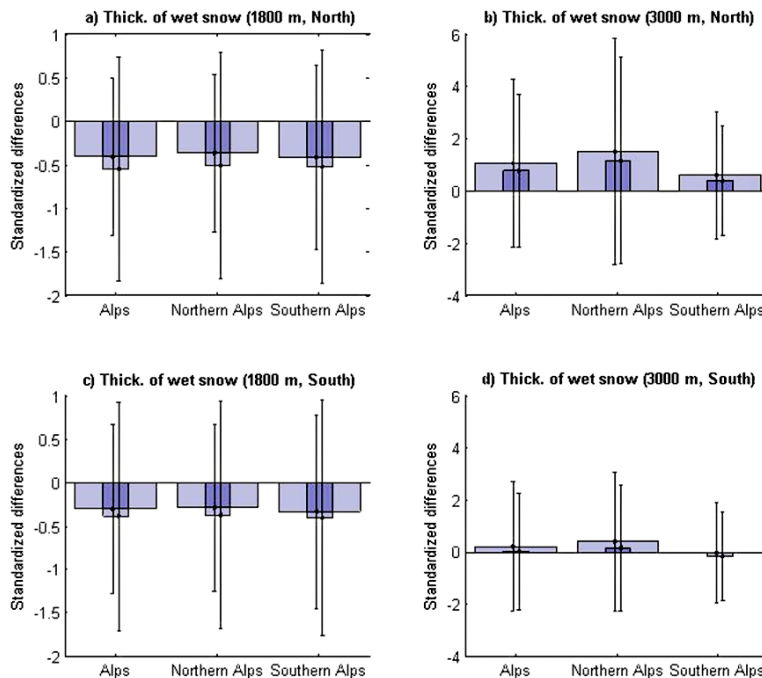 a) Thick. of wet snow (1800 m, North)
Standardized differences
1
0.5
0
-0.5
-1
-1.5
-2
Alps Northern Alps Southern Alps
b) Thick. of wet snow (3000 m, North)
Standardized differences
6
4
2
0
-2
-4
Alps Northern Alps Southern Alps
c) Thick. of wet snow (1800 m, South)
Standardized differences
1
0.5
0
-0.5
-1
-1.5
-2
Alps Northern Alps Southern Alps
d) Thick. of wet snow (3000 m, South)
Standardized differences
6
4
2
0
-2
-4
Alps Northern Alps Southern Alps